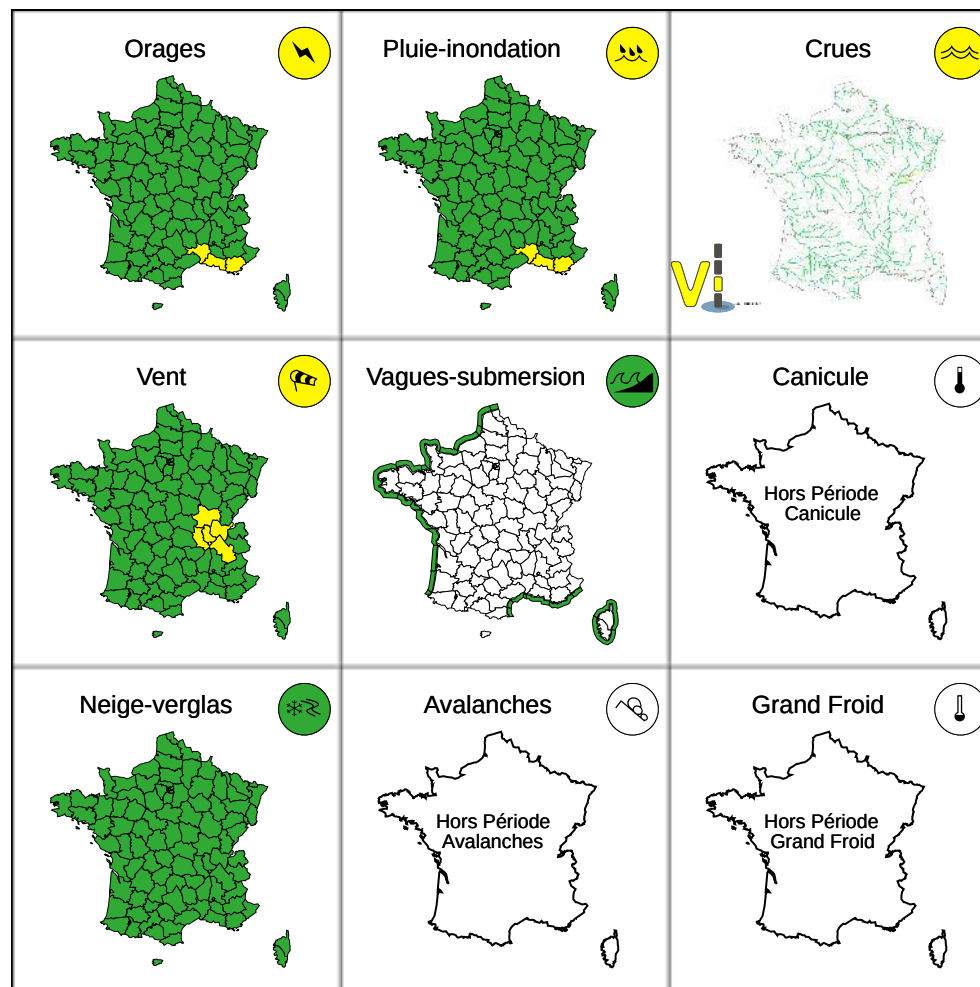 Orages
Pluie-inondation
Crues
Vi
Vent
Vagues-submersion
Canicule
Hors Période
Canicule
Neige-verglas
Avalanches
Grand Froid
Hors Période
Avalanches
Hors Période
Grand Froid